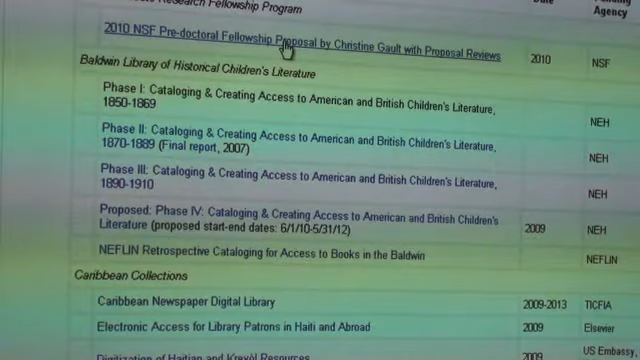 Research Fellowship Program
Date
Agency
2010 NSF Pre-doctoral Fellowship Proposal by Christine Gault with Proposal Reviews
2010
NSF
Baldwin Library of Historical Children's Literature
Phase I: Cataloging & Creating Access to American and British Children's Literature,
1850-1869
NEH
Phase II: Cataloging & Creating Access to American and British Children's Literature,
1870-1889 (Final report, 2007)
NEH
Phase III: Cataloging & Creating Access to American and British Children's Literature,
1890-1910
NEH
Proposed: Phase IV: Cataloging & Creating Access to American and British Children's
Literature (proposed start-end dates: 6/1/10-5/31/12)
2009
NEH
NEFLIN Retrospective Cataloging for Access to Books in the Baldwin
NEFLIN
Caribbean Collections
Caribbean Newspaper Digital Library
2009-2013
TICFIA
Electronic Access for Library Patrons in Haiti and Abroad
2009
Elsevier
Digitization of Haitian and Kreyòl Resources
2009
US Embassy,